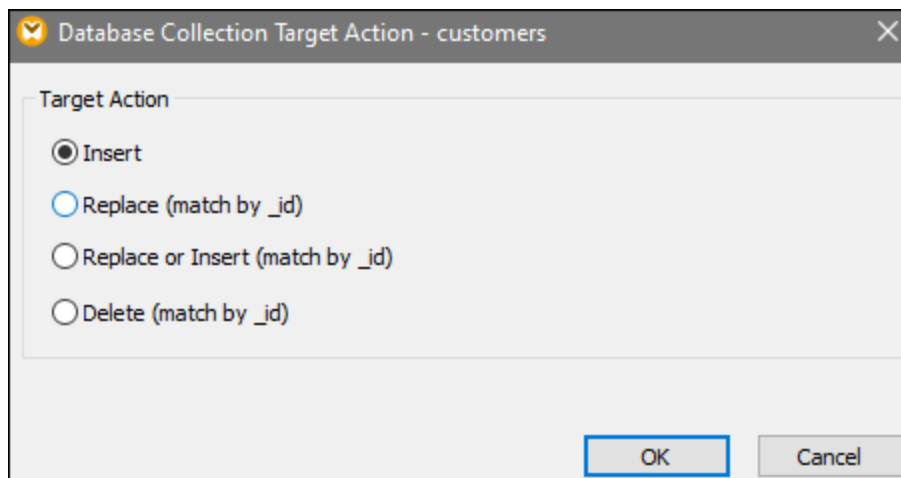 Database Collection Target Action - customers
Target Action
Insert
Replace (match by _id)
Replace or Insert (match by _id)
Delete (match by _id)
OK
Cancel